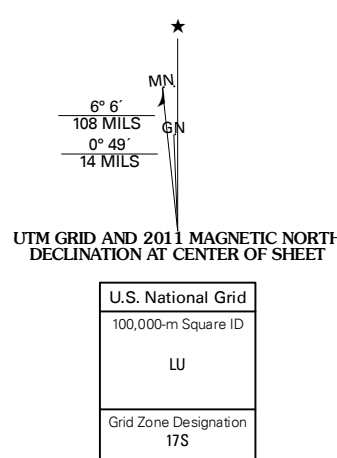 ★
M.N.
6° 6´
108 MILS
GN
0° 49´
14 MILS
UTM GRID AND 2011 MAGNETIC NORTH
DECLINATION AT CENTER OF SHEET
U.S. National Grid
100,000-m Square ID
LU
Grid Zone Designation
17S